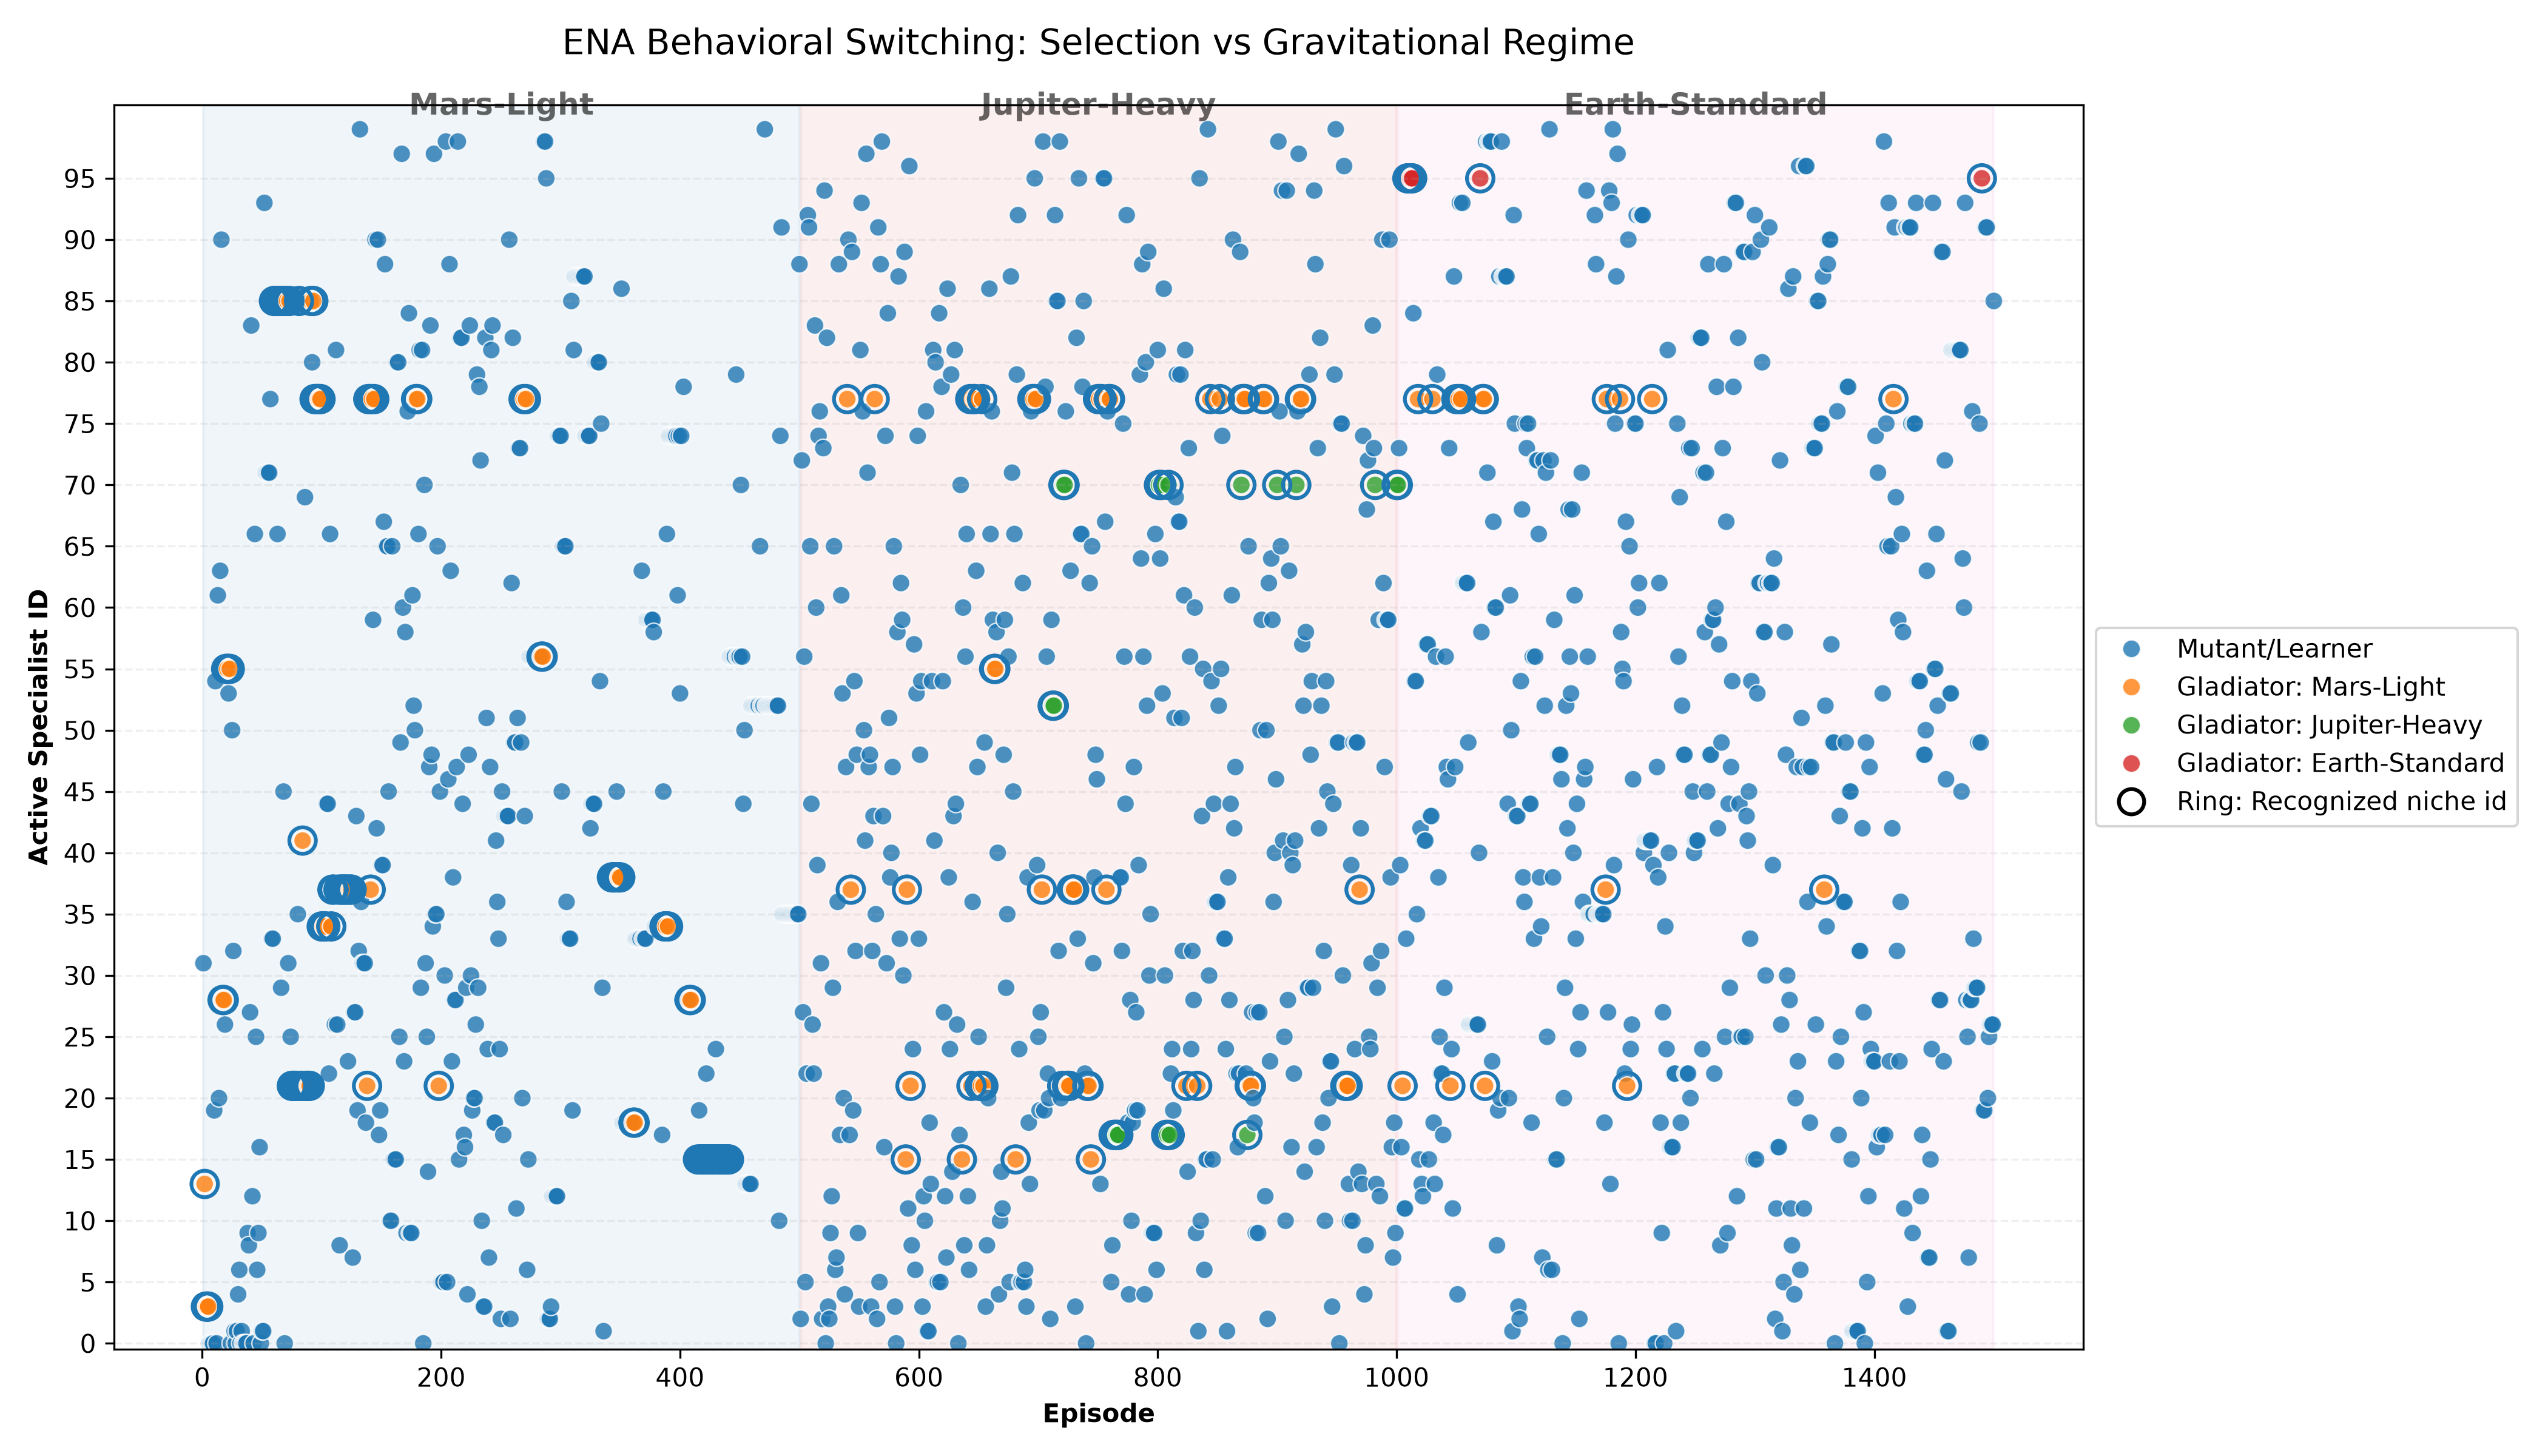 ENA Behavioral Switching: Selection vs Gravitational Regime
Mars-Light
Jupiter-Heavy
Earth-Standard
95
90
85
80
75
70
65
60
55
50
45
40
35
30
25
20
15
10
5
0
Active Specialist ID
0
200
400
600
800
1000
1200
1400
Episode
Mutant/Learner
Gladiator: Mars-Light
Gladiator: Jupiter-Heavy
Gladiator: Earth-Standard
Ring: Recognized niche id